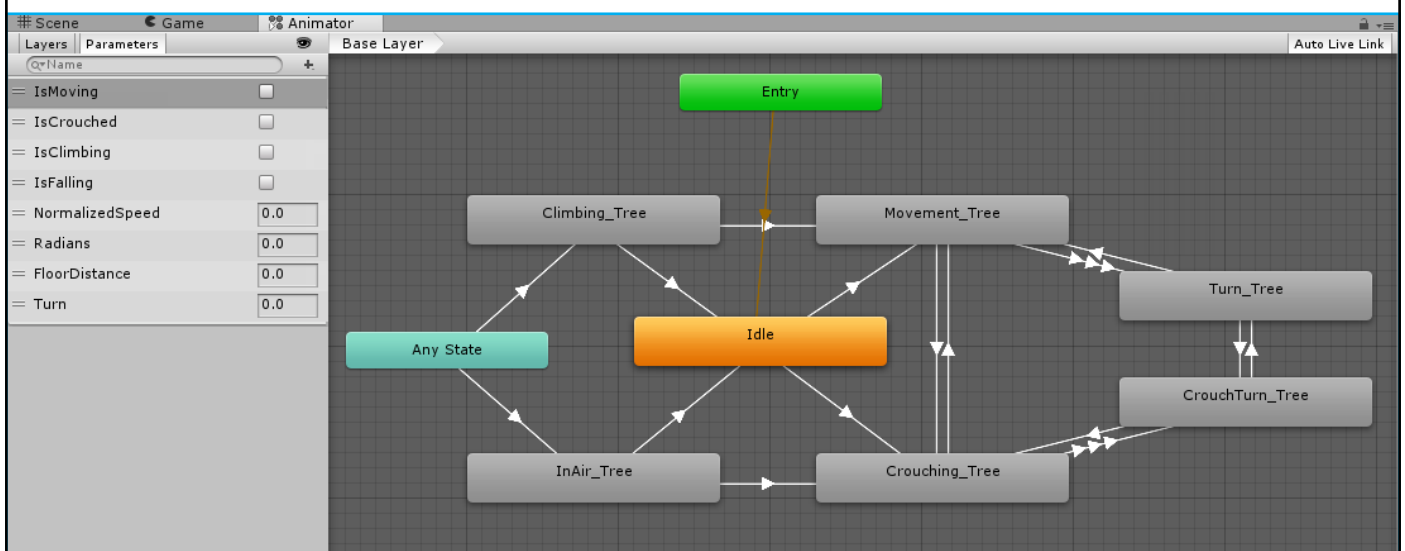 Scene Game Animator
Layers Parameters Base Layer Auto Live Link
Name
IsMoving
IsCrouched
IsClimbing
IsFalling
NormalizedSpeed 0.0
Radians 0.0
FloorDistance 0.0
Turn 0.0
Entry
Climbing_Tree Movement_Tree
Turn_Tree
Any State Idle
CrouchTurn_Tree
InAir_Tree Crouching_Tree